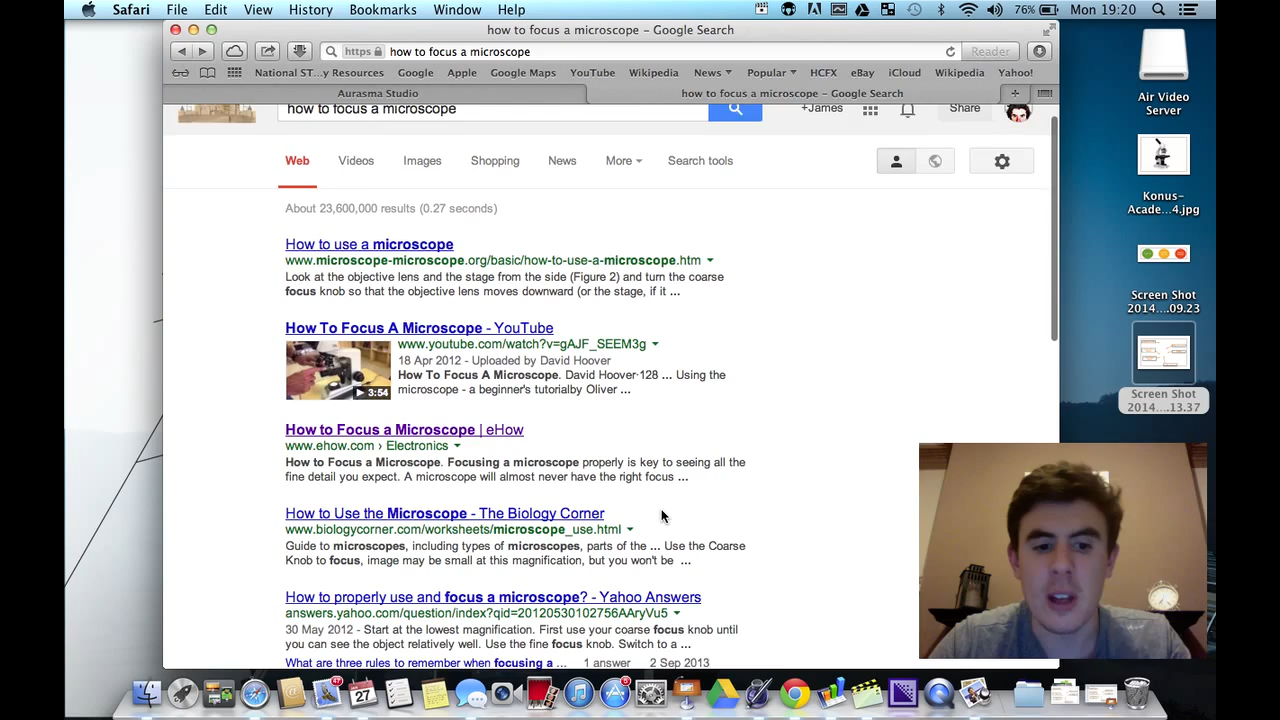 Safari File Edit View History Bookmarks Window Help 76% Mon 19:20
how to focus a microscope – Google Search
https how to focus a microscope Reader
National ST...y Resources Google Apple Google Maps YouTube Wikipedia News Popular HCFX eBay iCloud Wikipedia Yahoo!
Aurasma Studio how to focus a microscope – Google Search
how to focus a microscope +James Share
Web Videos Images Shopping News More Search tools
About 23,600,000 results (0.27 seconds)
How to use a microscope
www.microscope-microscope.org/basic/how-to-use-a-microscope.htm
Look at the objective lens and the stage from the side (Figure 2) and turn the coarse
focus knob so that the objective lens moves downward (or the stage, if it ...
How To Focus A Microscope - YouTube
www.youtube.com/watch?v=gAJF_SEEM3g
18 Apr 2012 - Uploaded by David Hoover
How To Focus A Microscope. David Hoover·128 ... Using the
microscope - a beginner's tutorialby Oliver ...
3:54
How to Focus a Microscope | eHow
www.ehow.com › Electronics
How to Focus a Microscope. Focusing a microscope properly is key to seeing all the
fine detail you expect. A microscope will almost never have the right focus ...
How to Use the Microscope - The Biology Corner
www.biologycorner.com/worksheets/microscope_use.html
Guide to microscopes, including types of microscopes, parts of the ... Use the Coarse
Knob to focus, image may be small at this magnification, but you won't be ...
How to properly use and focus a microscope? - Yahoo Answers
answers.yahoo.com/question/index?qid=20120530102756AAryVu5
30 May 2012 - Start at the lowest magnification. First use your coarse focus knob until
you can see the object relatively well. Use the fine focus knob. Switch to a ...
What are three rules to remember when focusing a ... 1 answer 2 Sep 2013
Air Video
Server
Konus-
Acade...4.jpg
Screen Shot
2014....09.23
Screen Shot
2014....13.37
47
27
5